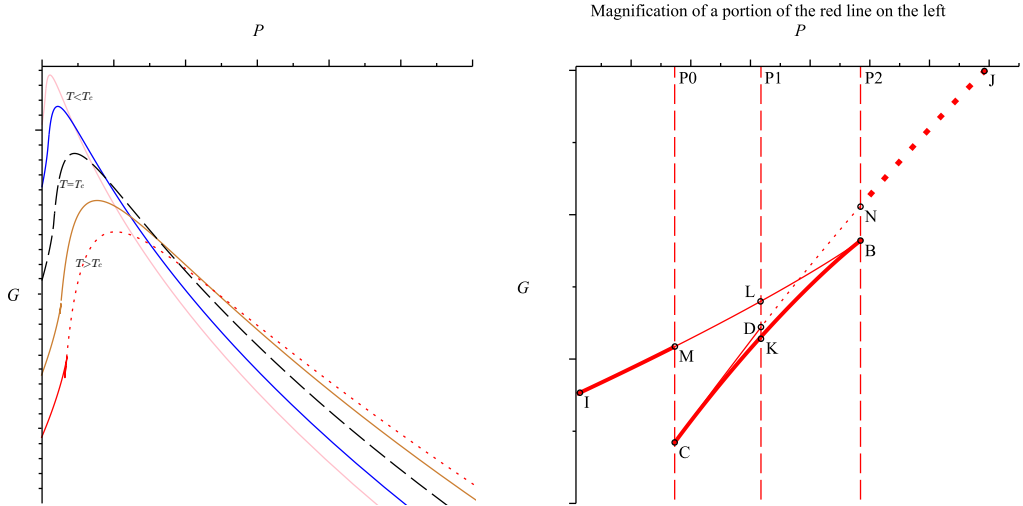 Magnification of a portion of the red line on the left
P
P
P0
P1
P2
J
T<Tc
T=Tc
N
T>Tc
B
G
G
L
D
K
M
I
C